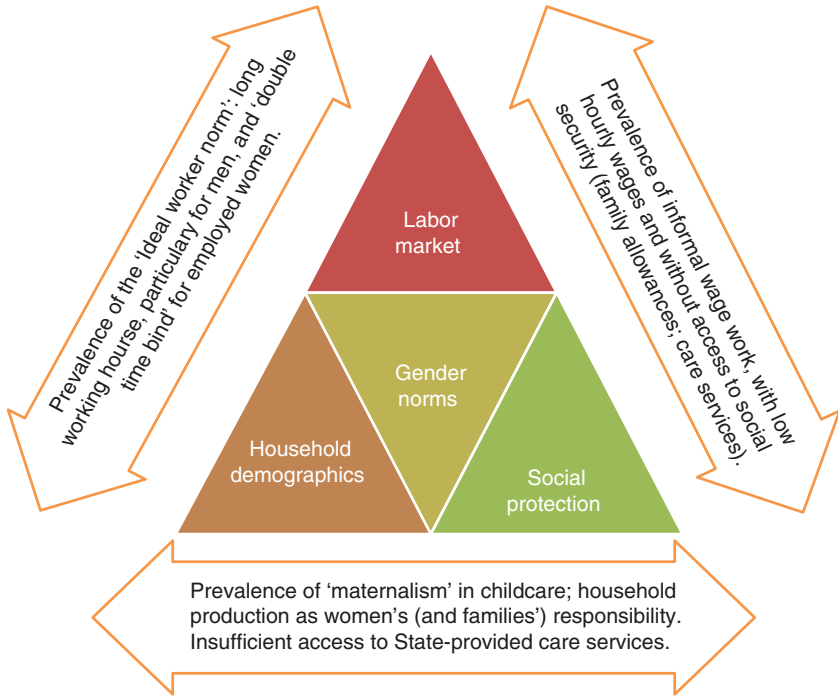 Prevalence of the ‘Ideal worker norm’: long
working hourse, particulary for men, and ‘double
time bind’ for employed women.
Prevalence of informal wage work, with low
hourly wages and without access to social
security (family allowances; care services).
Labor
market
Gender
norms
Household
demographics
Social
protection
Prevalence of ‘maternalism’ in childcare; household
production as women’s (and families’) responsibility.
Insufficient access to State-provided care services.